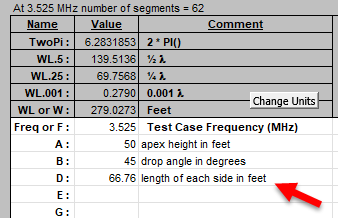 At 3.525 MHz number of segments = 62
Name Value Comment
TwoPi : 6.2831853 2 * PI()
WL.5 : 139.5136 ½ λ
WL.25 : 69.7568 ¼ λ
WL.001 : 0.2790 0.001 λ
WL or W : 279.0273 Feet
Change Units
Freq or F : 3.525 Test Case Frequency (MHz)
A : 50 apex height in feet
B : 45 drop angle in degrees
D : 66.76 length of each side in feet
E :
G :